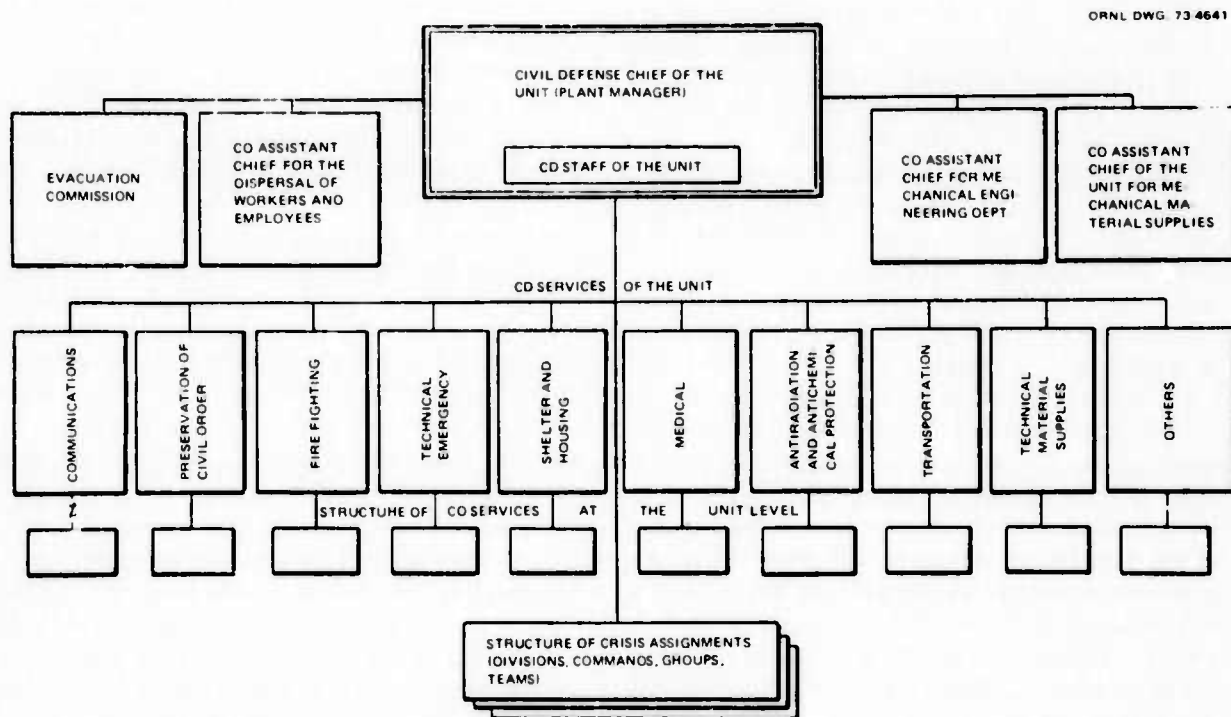 ORNL DWG. 73 4641
CIVIL DEFENSE CHIEF OF THE
UNIT (PLANT MANAGER)
CD STAFF OF THE UNIT
EVACUATION
COMMISSION
CO ASSISTANT
CHIEF FOR THE
DISPERSAL OF
WORKERS AND
EMPLOYEES
CO ASSISTANT
CHIEF FOR ME
CHANICAL ENGI
NEERING OEPT
CO ASSISTANT
CHIEF OF THE
UNIT FOR ME
CHANICAL MA
TERIAL SUPPLIES
CD SERVICES OF THE UNIT
COMMUNICATIONS
PRESERVATION OF
CIVIL ORDER
FIRE FIGHTING
TECHNICAL
EMERGENCY
SHELTER AND
HOUSING
MEDICAL
ANTIRADIATION
AND ANTICHEMI
CAL PROTECTION
TRANSPORTATION
TECHNICAL
MATERIAL
SUPPLIES
OTHERS
STRUCTUHE OF CO SERVICES AT THE UNIT LEVEL
STRUCTURE OF CRISIS ASSIGNMENTS
(DIVISIONS, COMMANOS, GHOUPS,
TEAMS)